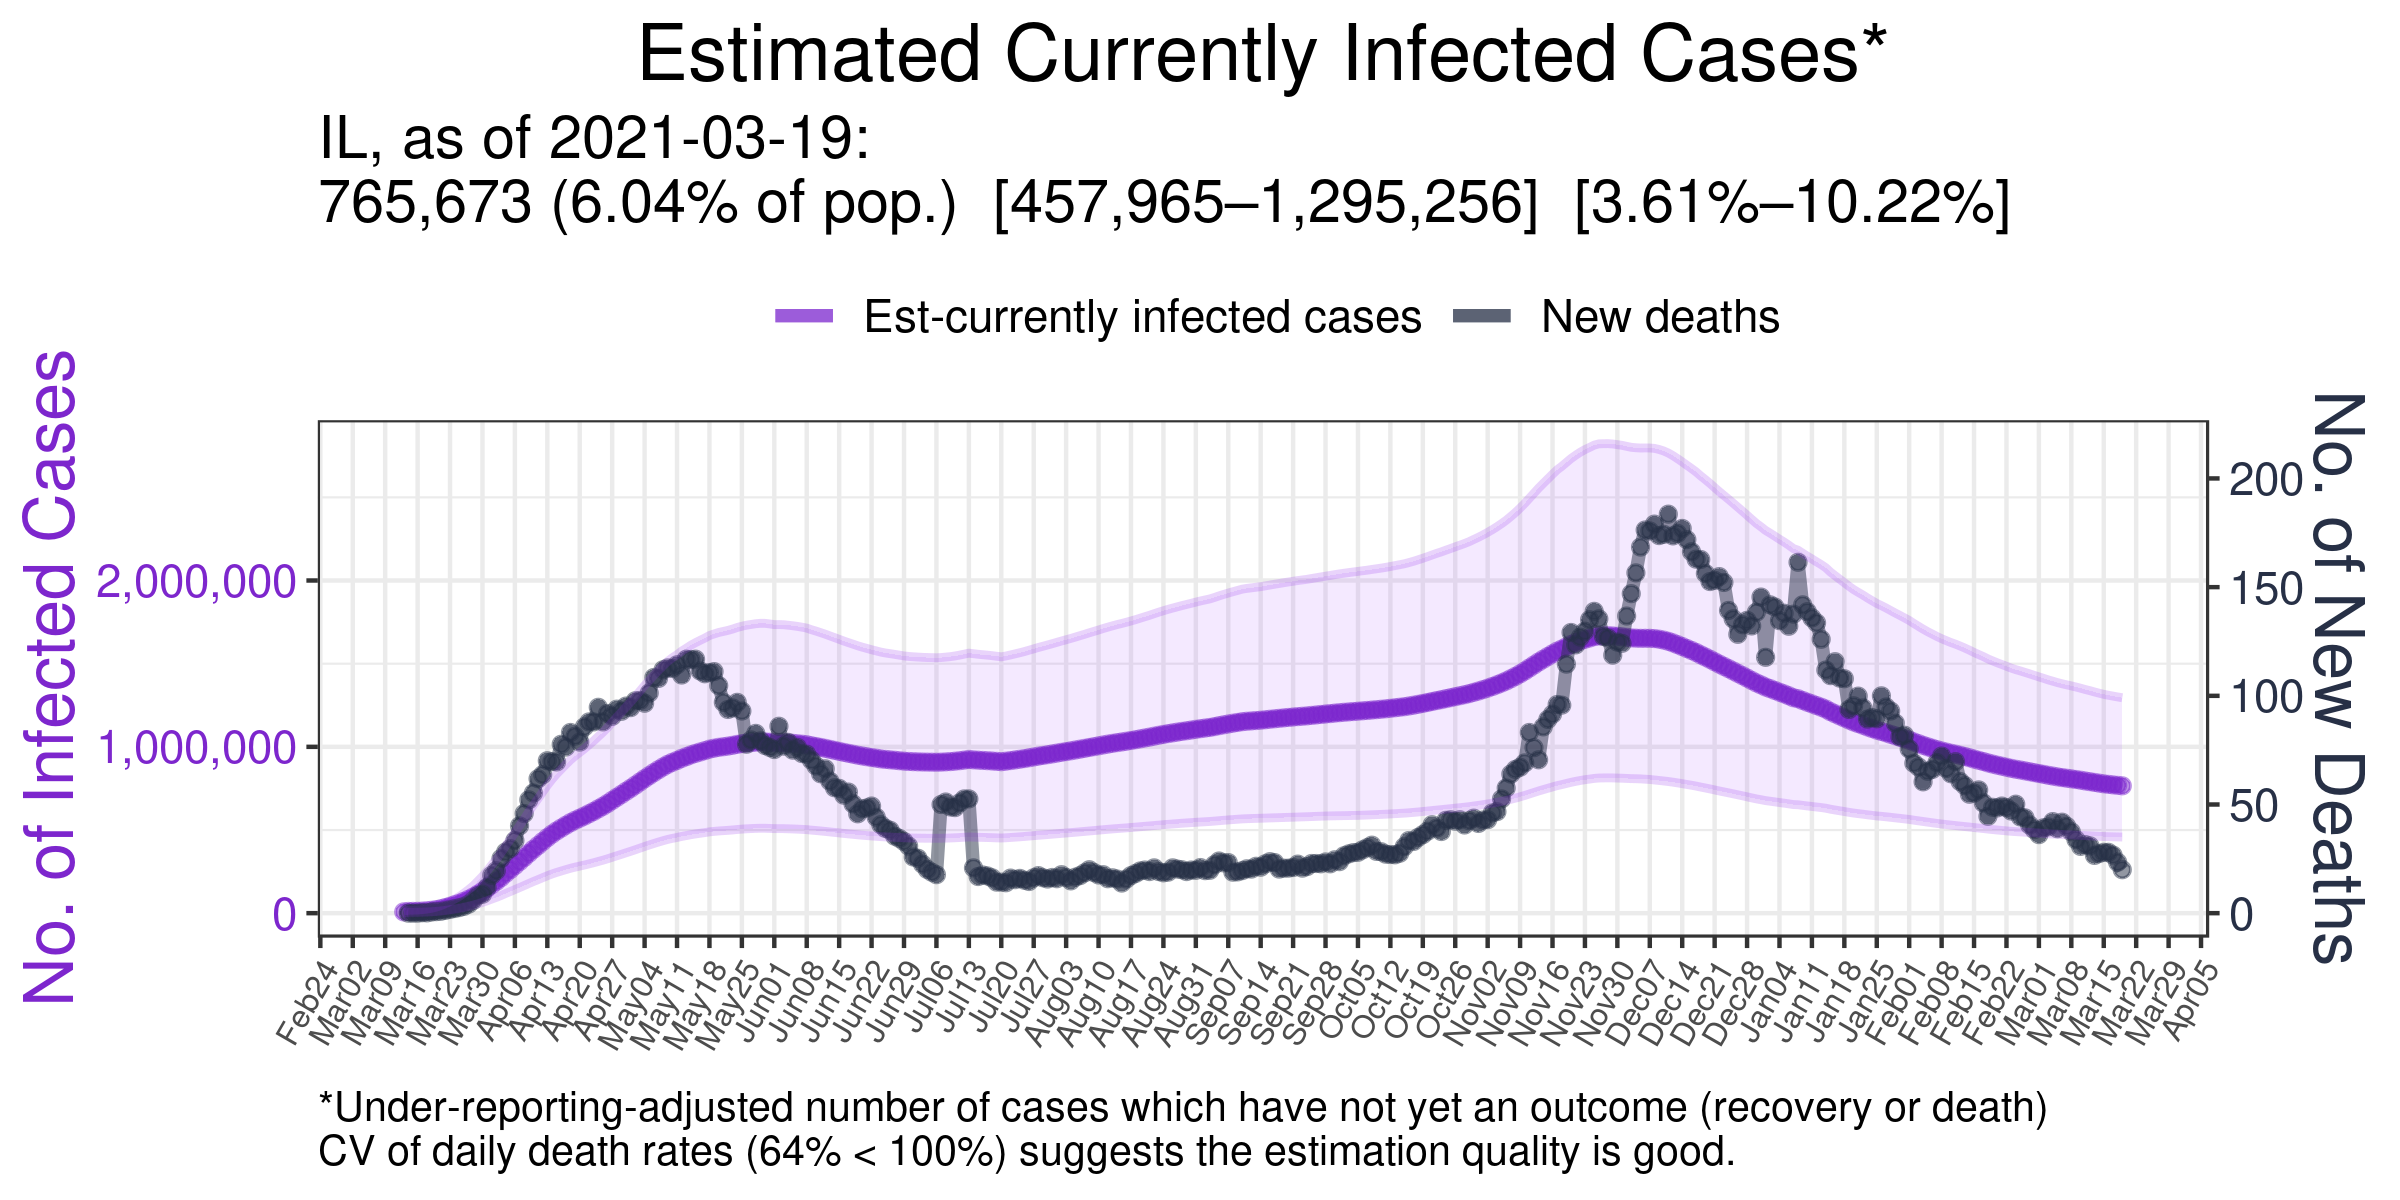 Estimated Currently Infected Cases*
IL, as of 2021-03-19:
765,673 (6.04% of pop.) [457,965–1,295,256] [3.61%–10.22%]
Est-currently infected cases
New deaths
No. of Infected Cases
2,000,000
1,000,000
0
No. of New Deaths
200
150
100
50
0
Feb24
Mar02
Mar09
Mar16
Mar23
Mar30
Apr06
Apr13
Apr20
Apr27
May04
May11
May18
May25
Jun01
Jun08
Jun15
Jun22
Jun29
Jul06
Jul13
Jul20
Jul27
Aug03
Aug10
Aug17
Aug24
Aug31
Sep07
Sep14
Sep21
Sep28
Oct05
Oct12
Oct19
Oct26
Nov02
Nov09
Nov16
Nov23
Nov30
Dec07
Dec14
Dec21
Dec28
Jan04
Jan11
Jan18
Jan25
Feb01
Feb08
Feb15
Feb22
Mar01
Mar08
Mar15
Mar22
Mar29
Apr05
*Under-reporting-adjusted number of cases which have not yet an outcome (recovery or death)
CV of daily death rates (64% < 100%) suggests the estimation quality is good.